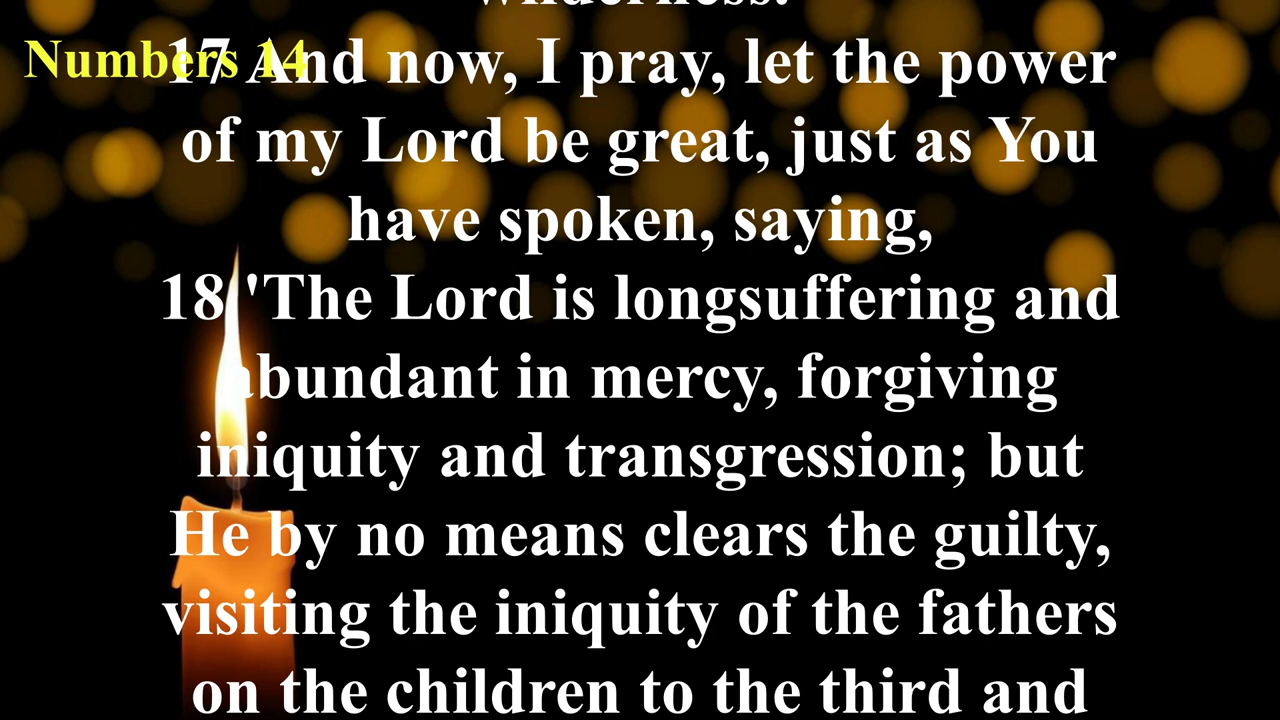 wilderness.'
Numbers 14
17 And now, I pray, let the power
of my Lord be great, just as You
have spoken, saying,
18 'The Lord is longsuffering and
abundant in mercy, forgiving
iniquity and transgression; but
He by no means clears the guilty,
visiting the iniquity of the fathers
on the children to the third and